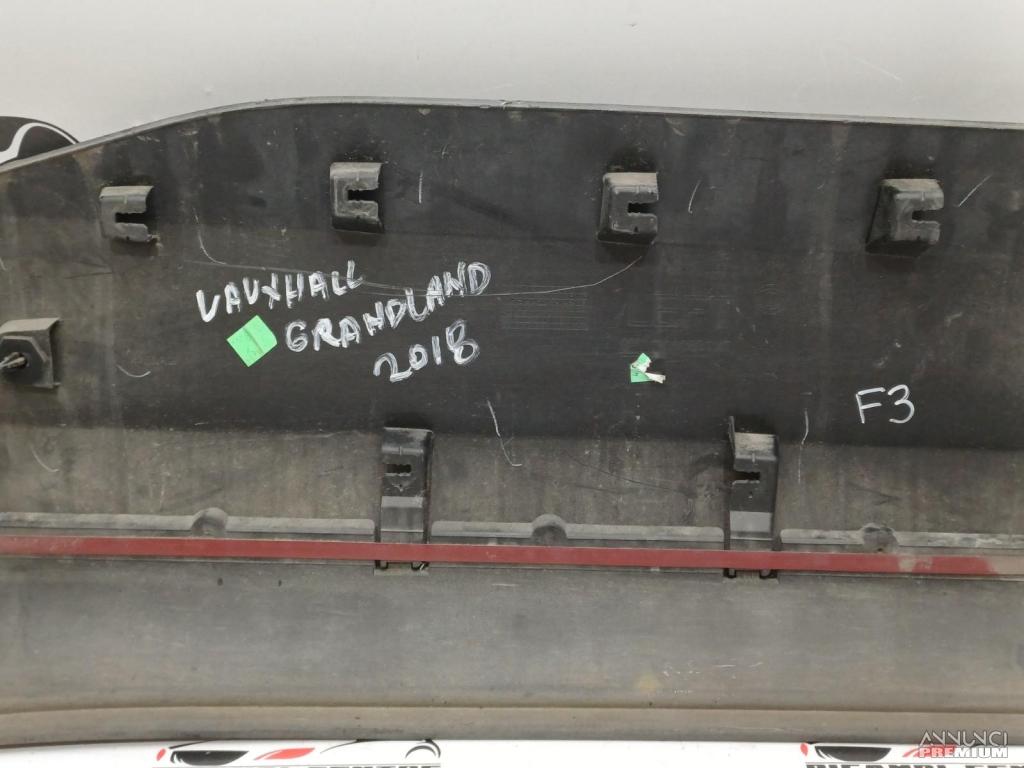 VAUXHALL
GRANDLAND
2018
F3
ANNUNCI
PREMIUM